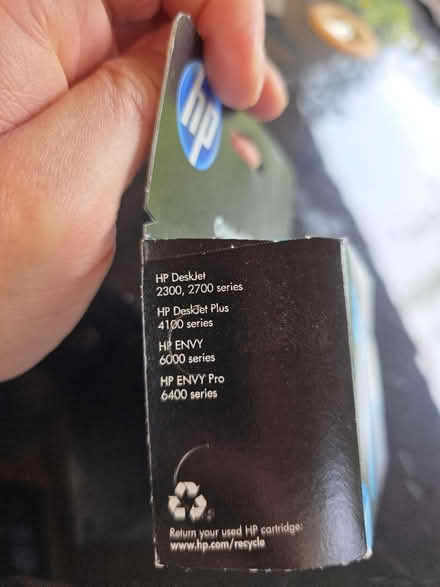 hp
HP DeskJet
2300, 2700 series
HP DeskJet Plus
4100 series
HP ENVY
6000 series
HP ENVY Pro
6400 series
Return your used HP cartridge:
www.hp.com/recycle